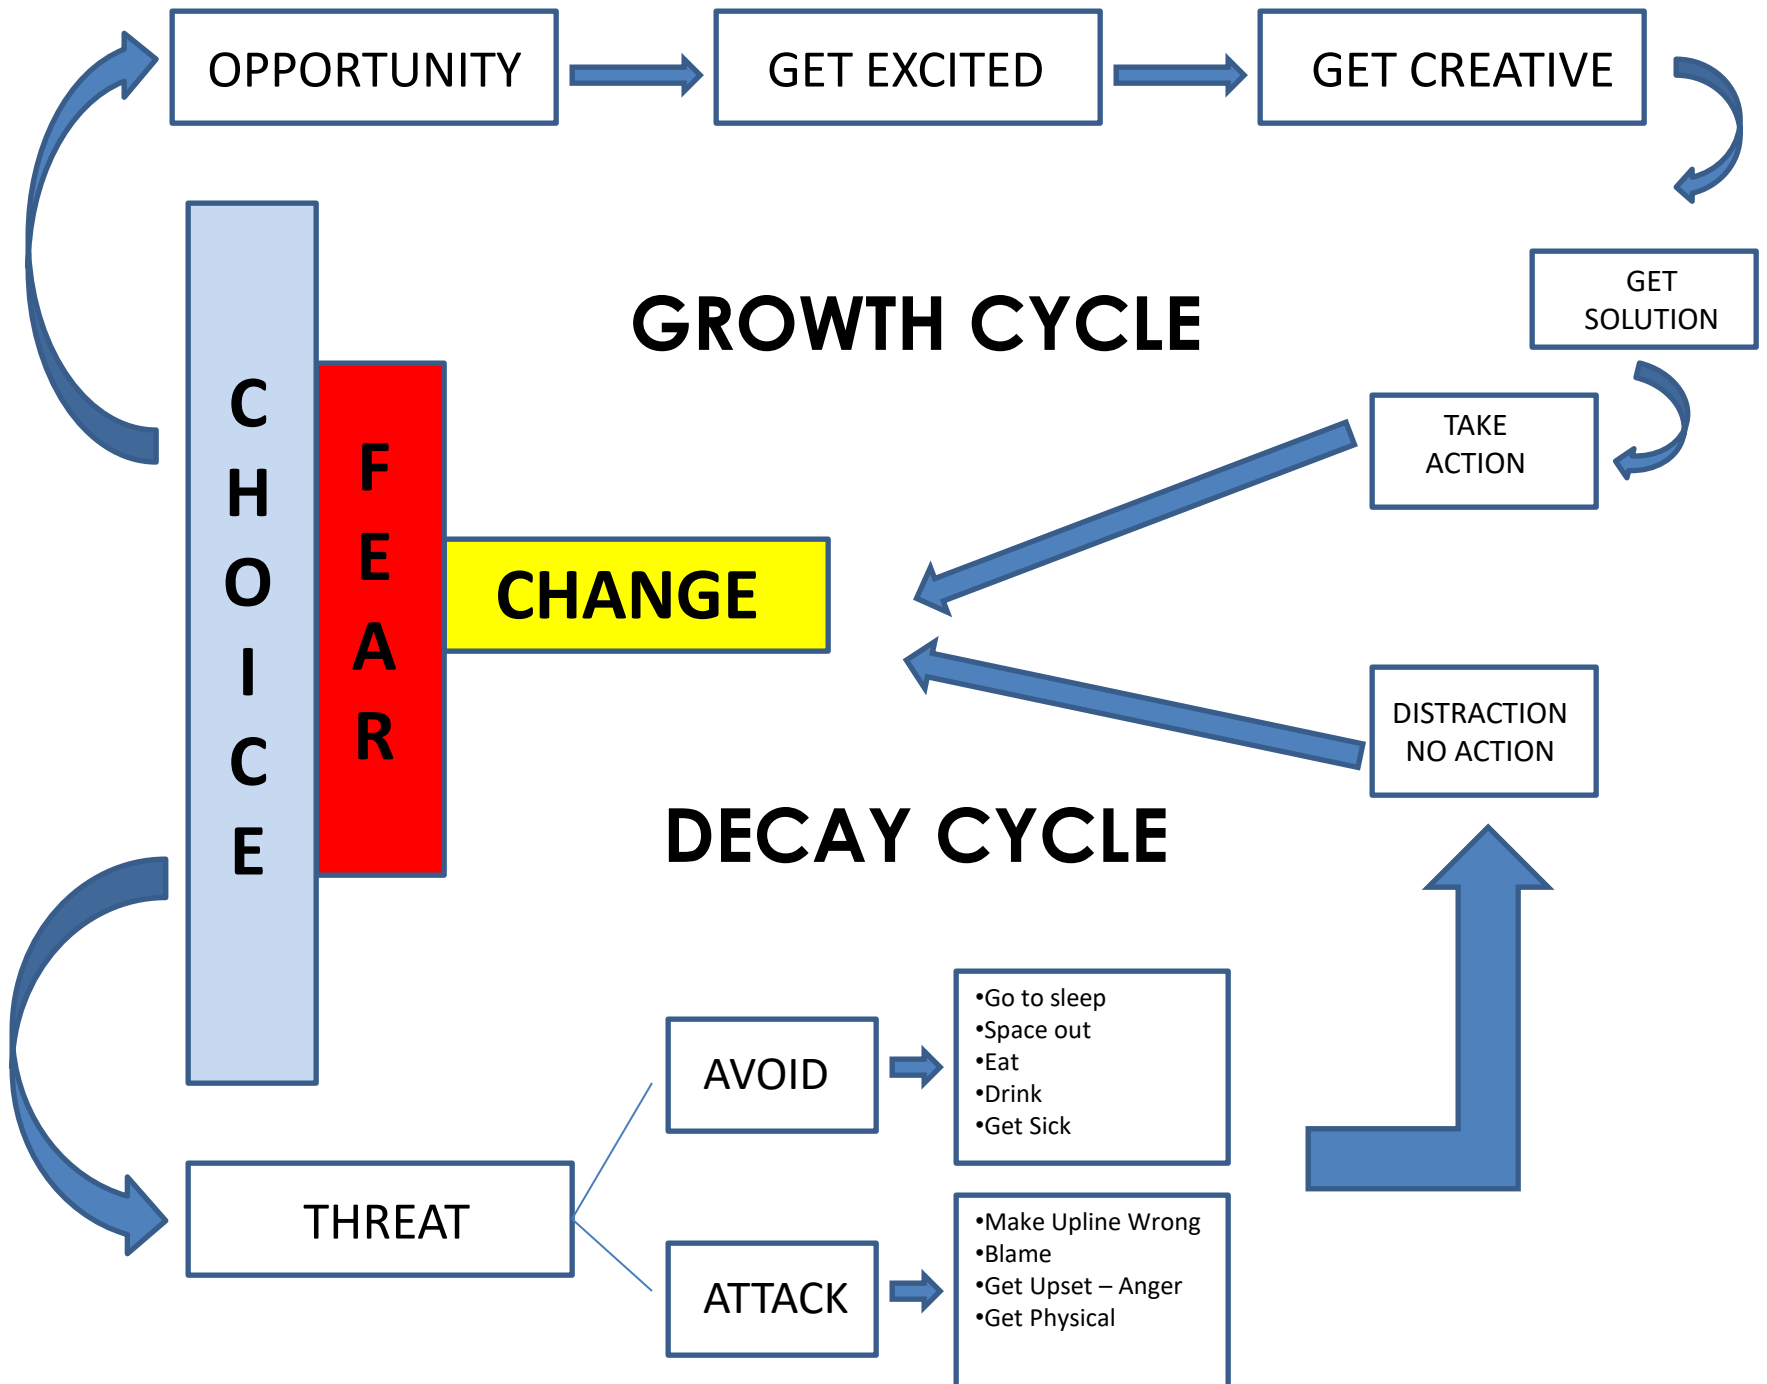 OPPORTUNITY
GET EXCITED
GET CREATIVE
GET
SOLUTION
GROWTH CYCLE
TAKE
ACTION
CHOICE
FEAR
CHANGE
DISTRACTION
NO ACTION
DECAY CYCLE
AVOID
•Go to sleep
•Space out
•Eat
•Drink
•Get Sick
THREAT
ATTACK
•Make Upline Wrong
•Blame
•Get Upset – Anger
•Get Physical